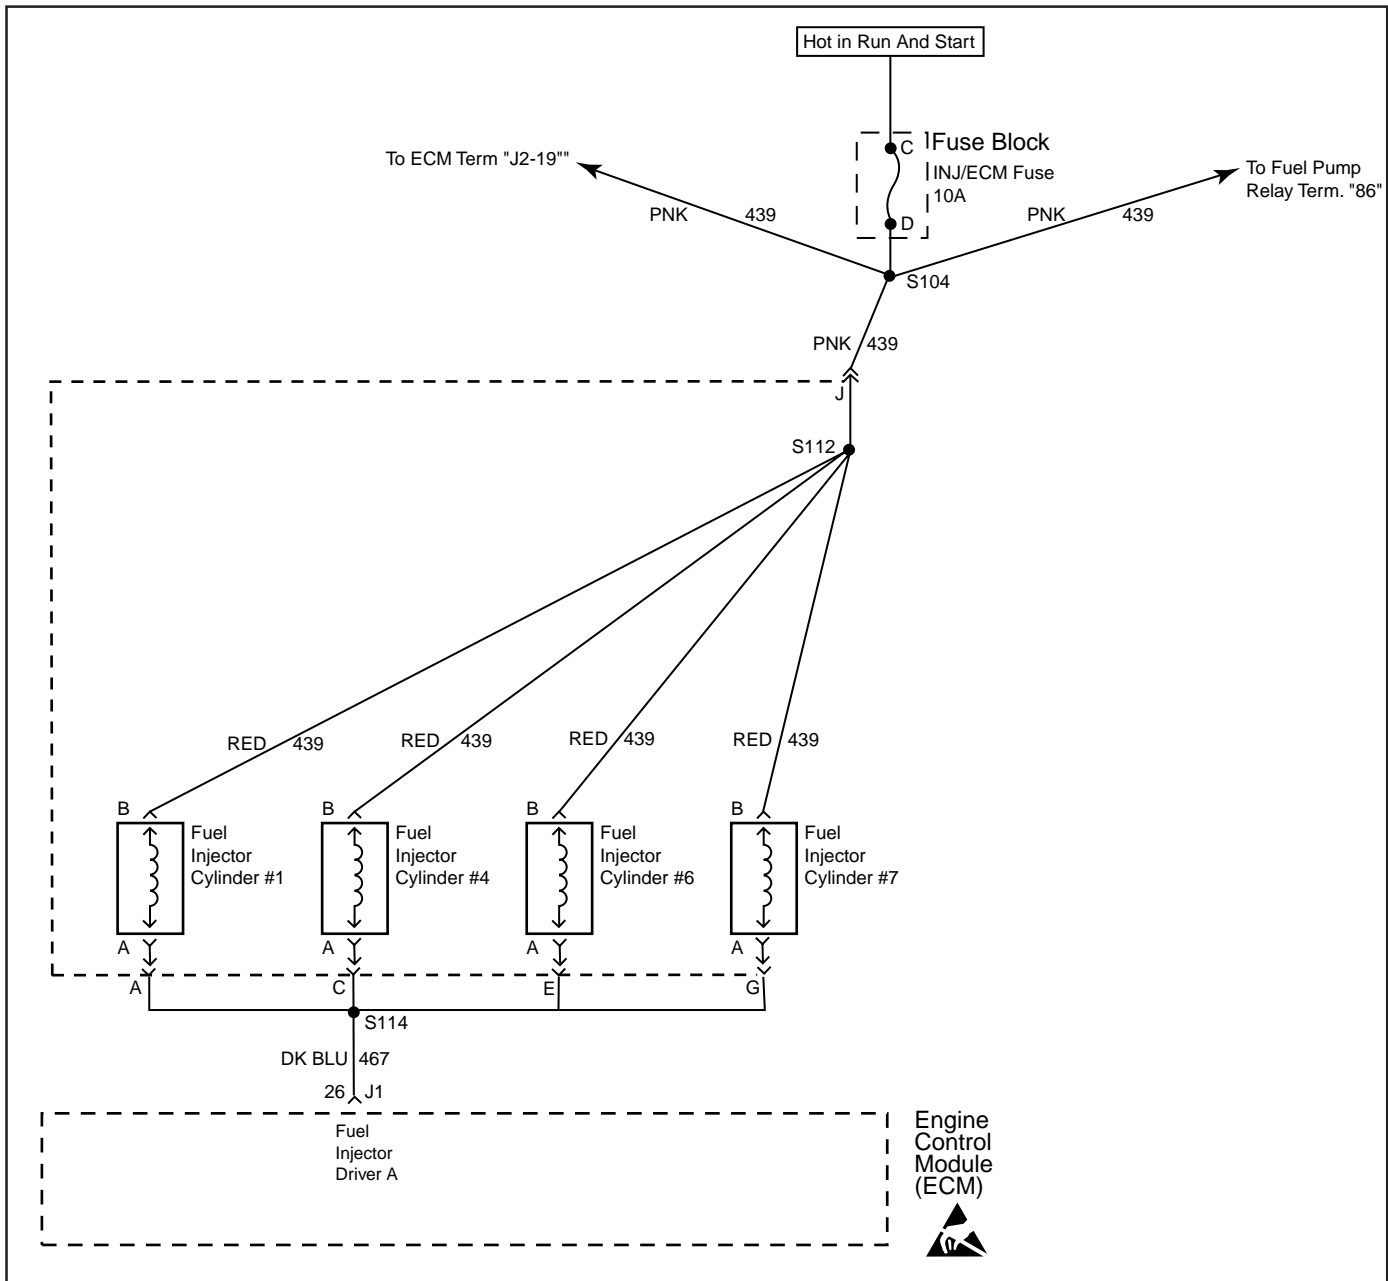 Hot in Run And Start
To ECM Term "J2-19""
PNK 439
C
D
Fuse Block
INJ/ECM Fuse
10A
PNK 439
To Fuel Pump
Relay Term. "86"
S104
PNK 439
J
S112
RED 439
RED 439
RED 439
RED 439
B
Fuel
Injector
Cylinder #1
A
B
Fuel
Injector
Cylinder #4
A
B
Fuel
Injector
Cylinder #6
A
B
Fuel
Injector
Cylinder #7
A
A
C
E
G
S114
DK BLU 467
26 J1
Fuel
Injector
Driver A
Engine
Control
Module
(ECM)